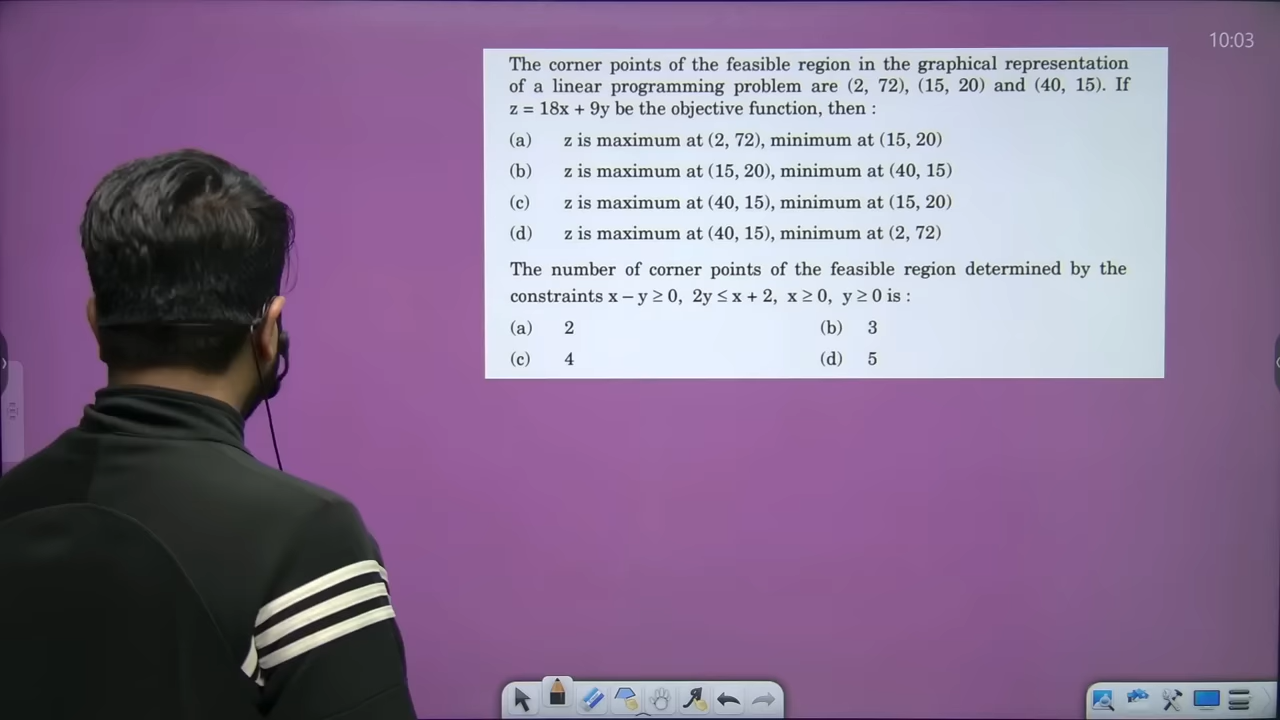 10:03
The corner points of the feasible region in the graphical representation
of a linear programming problem are (2, 72), (15, 20) and (40, 15). If
z = 18x + 9y be the objective function, then :
(a) z is maximum at (2, 72), minimum at (15, 20)
(b) z is maximum at (15, 20), minimum at (40, 15)
(c) z is maximum at (40, 15), minimum at (15, 20)
(d) z is maximum at (40, 15), minimum at (2, 72)
The number of corner points of the feasible region determined by the
constraints x – y ≥ 0, 2y ≤ x + 2, x ≥ 0, y ≥ 0 is :
(a) 2 (b) 3
(c) 4 (d) 5